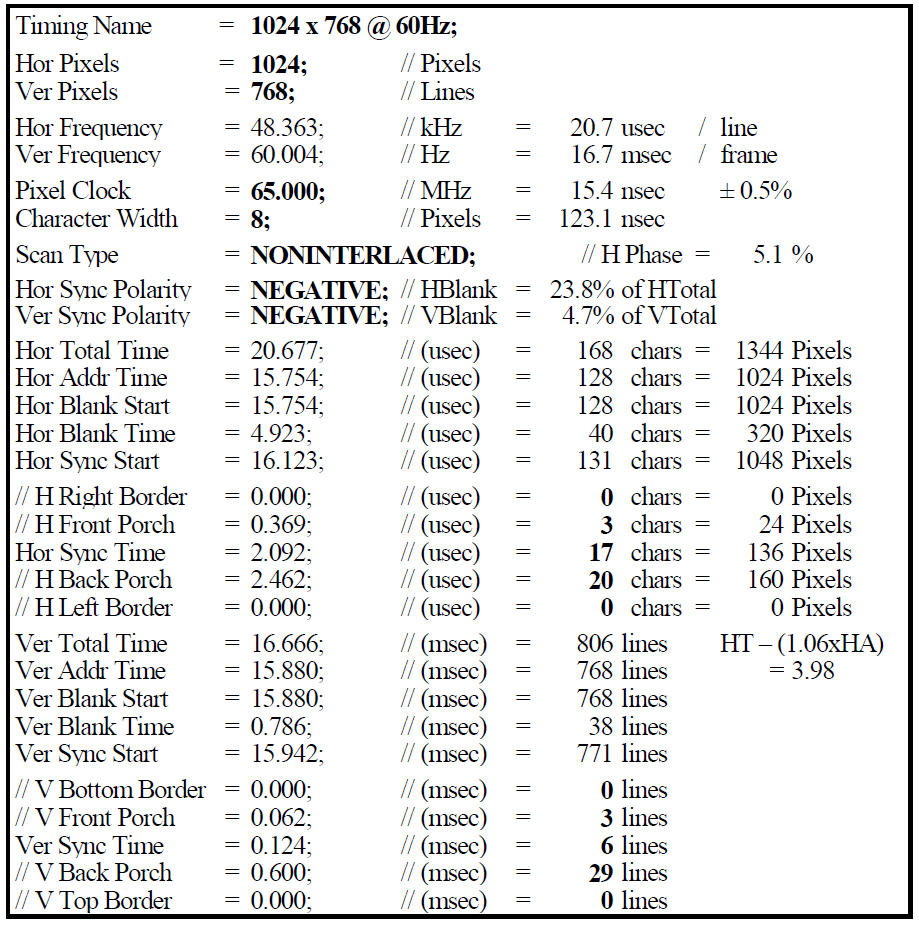 Timing Name = 1024 x 768 @ 60Hz;
Hor Pixels = 1024; // Pixels
Ver Pixels = 768; // Lines
Hor Frequency = 48.363; // kHz = 20.7 usec / line
Ver Frequency = 60.004; // Hz = 16.7 msec / frame
Pixel Clock = 65.000; // MHz = 15.4 nsec ± 0.5%
Character Width = 8; // Pixels = 123.1 nsec
Scan Type = NONINTERLACED; // H Phase = 5.1 %
Hor Sync Polarity = NEGATIVE; // HBlank = 23.8% of HTotal
Ver Sync Polarity = NEGATIVE; // VBlank = 4.7% of VTotal
Hor Total Time = 20.677; // (usec) = 168 chars = 1344 Pixels
Hor Addr Time = 15.754; // (usec) = 128 chars = 1024 Pixels
Hor Blank Start = 15.754; // (usec) = 128 chars = 1024 Pixels
Hor Blank Time = 4.923; // (usec) = 40 chars = 320 Pixels
Hor Sync Start = 16.123; // (usec) = 131 chars = 1048 Pixels
// H Right Border = 0.000; // (usec) = 0 chars = 0 Pixels
// H Front Porch = 0.369; // (usec) = 3 chars = 24 Pixels
Hor Sync Time = 2.092; // (usec) = 17 chars = 136 Pixels
// H Back Porch = 2.462; // (usec) = 20 chars = 160 Pixels
// H Left Border = 0.000; // (usec) = 0 chars = 0 Pixels
Ver Total Time = 16.666; // (msec) = 806 lines HT – (1.06xHA)
Ver Addr Time = 15.880; // (msec) = 768 lines = 3.98
Ver Blank Start = 15.880; // (msec) = 768 lines
Ver Blank Time = 0.786; // (msec) = 38 lines
Ver Sync Start = 15.942; // (msec) = 771 lines
// V Bottom Border = 0.000; // (msec) = 0 lines
// V Front Porch = 0.062; // (msec) = 3 lines
Ver Sync Time = 0.124; // (msec) = 6 lines
// V Back Porch = 0.600; // (msec) = 29 lines
// V Top Border = 0.000; // (msec) = 0 lines